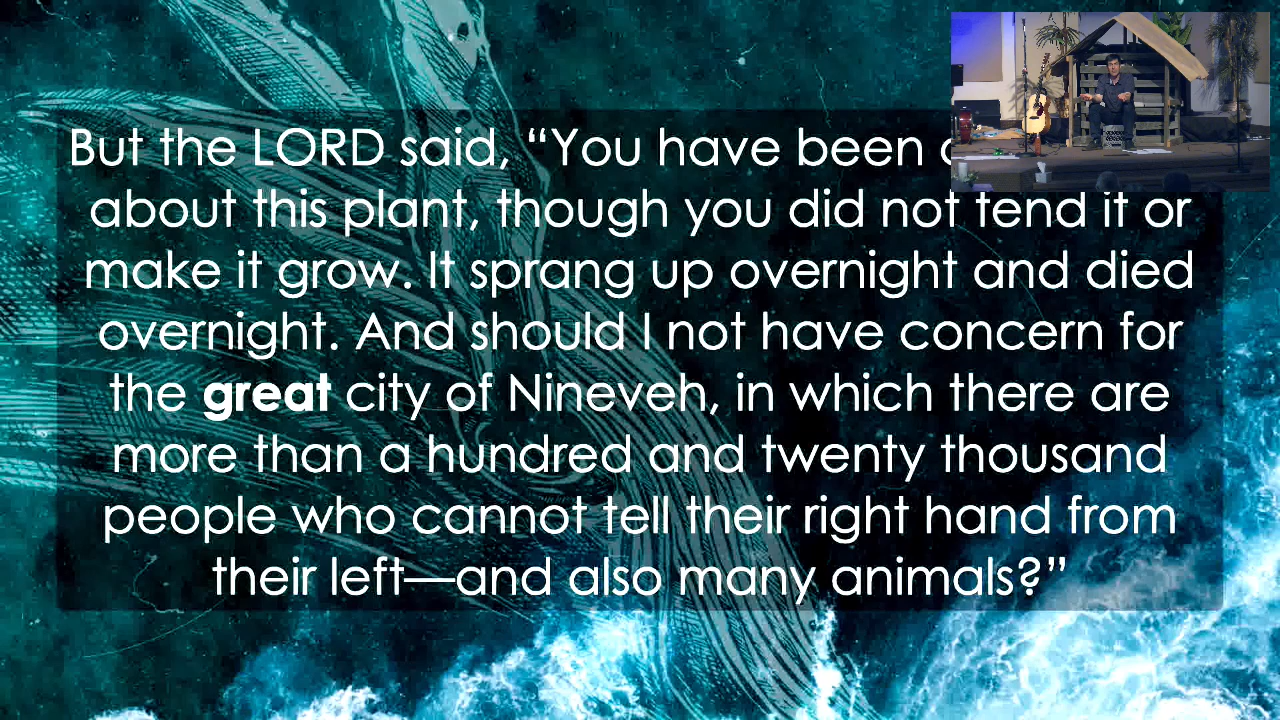 But the LORD said, “You have been
about this plant, though you did not tend it or
make it grow. It sprang up overnight and died
overnight. And should I not have concern for
the great city of Nineveh, in which there are
more than a hundred and twenty thousand
people who cannot tell their right hand from
their left—and also many animals?”